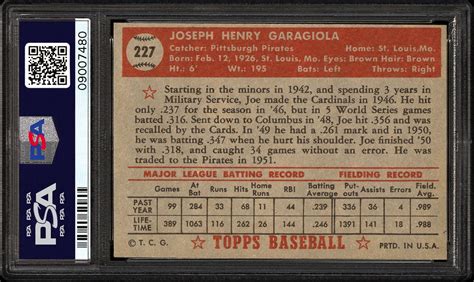 09007480
PSA
PSA
227
JOSEPH HENRY GARAGIOLA
Catcher: Pittsburgh Pirates Home: St. Louis, Mo.
Born: Feb. 12, 1926, St. Louis, Mo. Eyes: Brown Hair: Brown
Ht.: 6' Wt.: 195 Bats: Left Throws: Right
Starting in the minors in 1942, and spending 3 years in
Military Service, Joe made the Cardinals in 1946. He hit
only .237 for the season in '46, but in 5 World Series games
batted .316. Sent down to Columbus in '48, Joe hit .356 and was
recalled by the Cards. In '49 he had a .261 mark and in 1950,
he was batting .347 when he hurt his shoulder. Joe finished '50
with .318, and caught 34 games without an error. He
was traded to the Pirates in 1951.
MAJOR LEAGUE BATTING RECORD FIELDING RECORD
Games At Bat Runs Hits Home Runs RBI Batting Average Put-outs Assists Errors Field. Avg.
PAST YEAR 99 284 33 68 11 44 .239 335 45 4 .989
LIFE-TIME 389 1063 116 267 26 142 .251 1391 141 18 .988
© T. C. G. TOPPS BASEBALL PRTD. IN U.S.A.